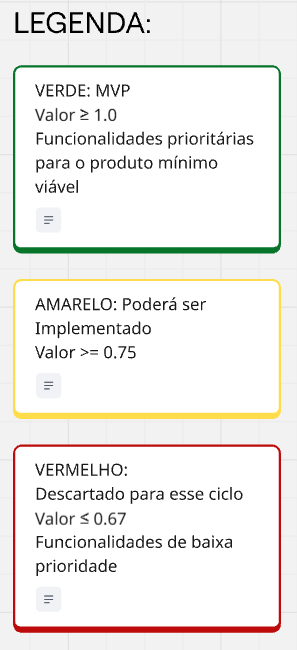 LEGENDA:
VERDE: MVP
Valor ≥ 1.0
Funcionalidades prioritárias
para o produto mínimo
viável
AMARELO: Poderá ser
Implementado
Valor >= 0.75
VERMELHO:
Descartado para esse ciclo
Valor ≤ 0.67
Funcionalidades de baixa
prioridade